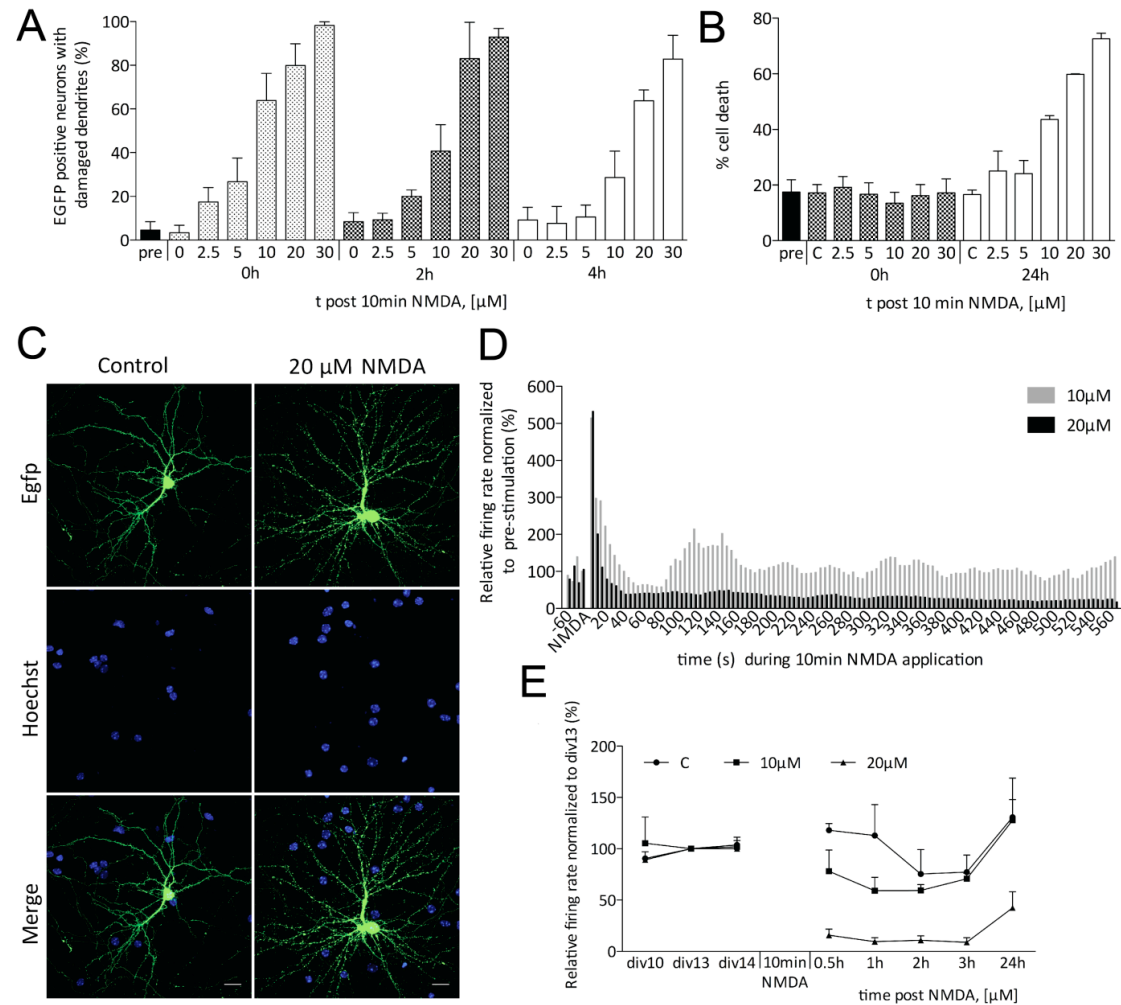 A
EGFP positive neurons with
damaged dendrites (%)
100
80
60
40
20
0
pre 0 2.5 5 10 20 30 0 2.5 5 10 20 30 0 2.5 5 10 20 30
0h 2h 4h
t post 10min NMDA, [µM]
B
% cell death
80
60
40
20
0
pre C 2.5 5 10 20 30 C 2.5 5 10 20 30
0h 24h
t post 10 min NMDA, [µM]
C
Control 20 µM NMDA
Egfp
Hoechst
Merge
D
Relative firing rate normalized
to pre-stimulation (%)
600
500
400
300
200
100
0
10µM
20µM
-60 NMDA 20 40 60 80 100 120 140 160 180 200 220 240 260 280 300 320 340 360 380 400 420 440 460 480 500 520 540 560
time (s) during 10min NMDA application
E
Relative firing rate normalized to div13 (%)
200
150
100
50
0
C 10µM 20µM
div10 div13 div14 10min 0.5h 1h 2h 3h 24h
NMDA
time post NMDA, [µM]